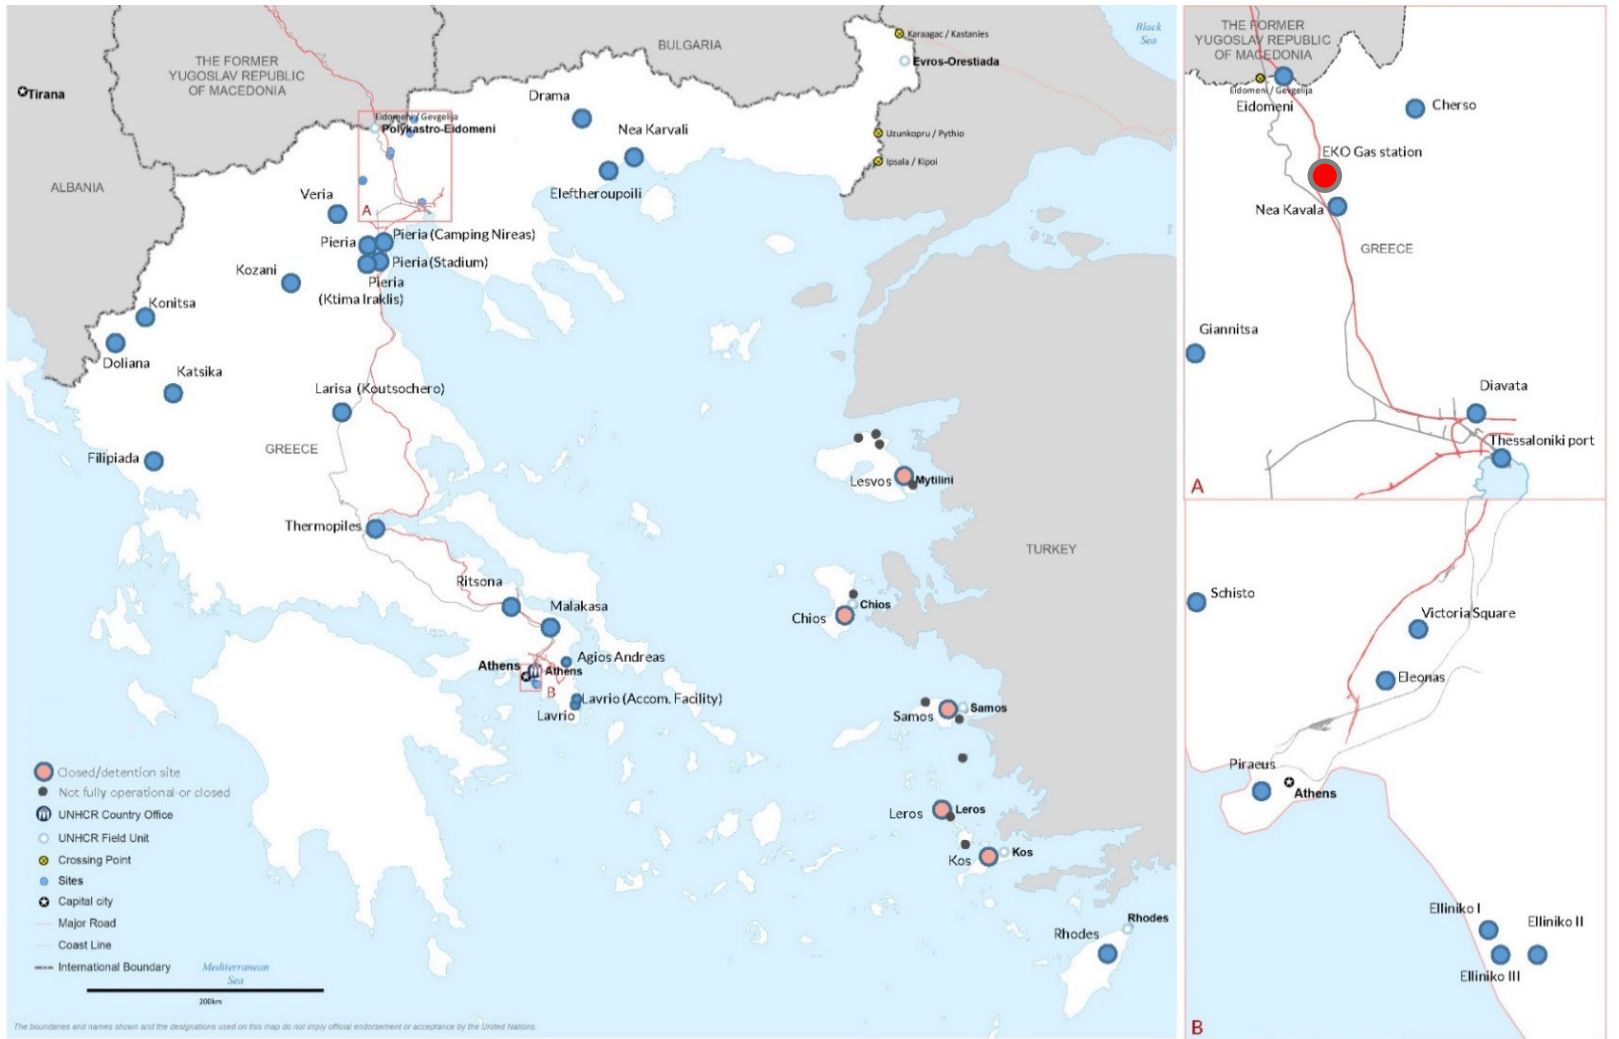 THE FORMER
YUGOSLAV REPUBLIC
OF MACEDONIA
BULGARIA
Black
Sea
Karaagac / Kastanies
Evros-Orestiada
Tirana
Drama
Eidomeni / Gevgelija
Polykastro-Eidomeni
Nea Karvali
Uzunkopru / Pythio
Ipsala / Kipoi
ALBANIA
Veria
A
Eleftheroupoili
Pieria
Pieria (Camping Nireas)
Pieria (Stadium)
Pieria
(Ktima Iraklis)
Kozani
Konitsa
Doliana
Katsika
Larisa (Koutsochero)
GREECE
Filipiada
Lesvos
Mytilini
Thermopiles
TURKEY
Ritsona
Malakasa
Chios
Chios
Athens
Athens
Agios Andreas
B
Lavrio (Accom. Facility)
Lavrio
Samos
Samos
Leros
Leros
Kos
Kos
Rhodes
Rhodes
Closed/detention site
Not fully operational or closed
UNHCR Country Office
UNHCR Field Unit
Crossing Point
Sites
Capital city
Major Road
Coast Line
International Boundary
Mediterranean
Sea
200km
The boundaries and names shown and the designations used on this map do not imply official endorsement or acceptance by the United Nations.
THE FORMER
YUGOSLAV REPUBLIC
OF MACEDONIA
Eidomeni / Gevgelija
Eidomeni
Cherso
EKO Gas station
Nea Kavala
GREECE
Giannitsa
Diavata
Thessaloniki port
A
Schisto
Victoria Square
Eleonas
Piraeus
Athens
Elliniko I
Elliniko II
Elliniko III
B